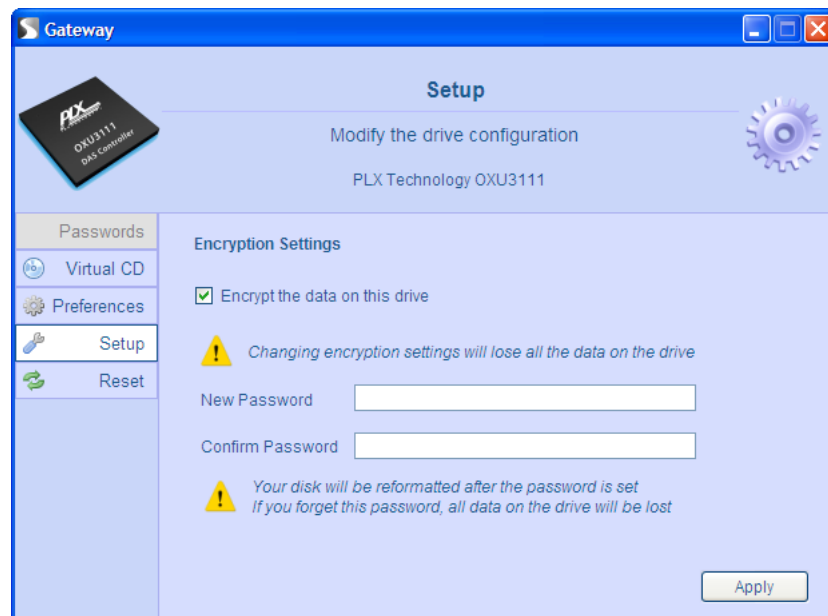 Gateway
PLX
OXU3111
DAS Controller
Setup
Modify the drive configuration
PLX Technology OXU3111
Passwords
Virtual CD
Preferences
Setup
Reset
Encryption Settings
Encrypt the data on this drive
Changing encryption settings will lose all the data on the drive
New Password
Confirm Password
Your disk will be reformatted after the password is set
If you forget this password, all data on the drive will be lost
Apply